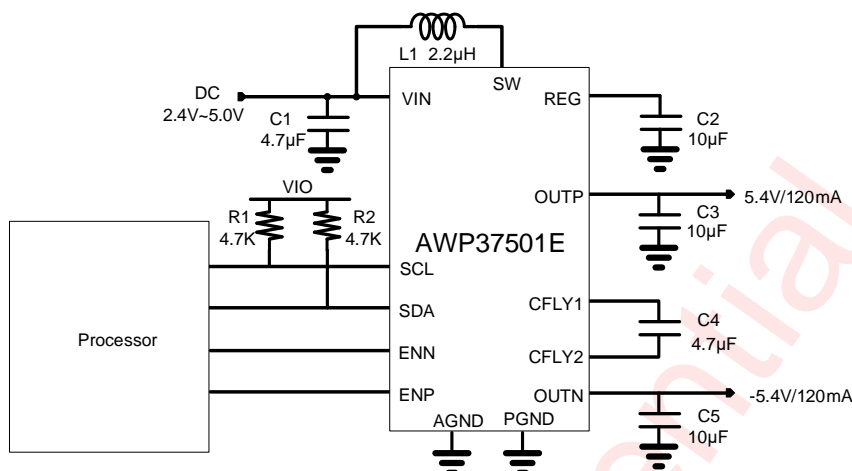 L1 2.2µH
DC
2.4V~5.0V
VIN
SW
REG
C1
4.7µF
C2
10µF
VIO
R1
4.7K
R2
4.7K
OUTP
5.4V/120mA
C3
10µF
AWP37501E
SCL
SDA
CFLY1
C4
4.7µF
Processor
ENN
CFLY2
ENP
OUTN
-5.4V/120mA
AGND
PGND
C5
10µF
ential